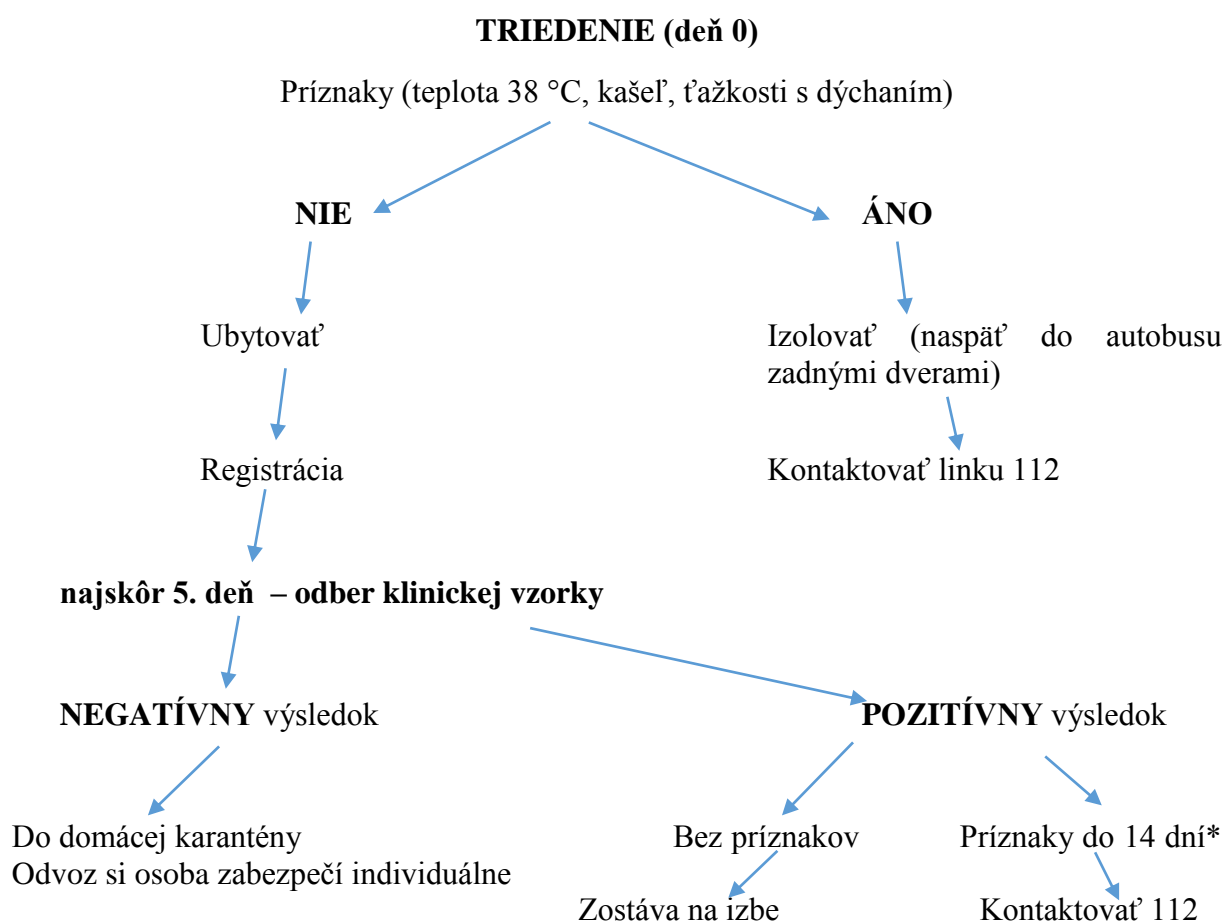 TRIEDENIE (deň 0)
Príznaky (teplota 38 °C, kašeľ, ťažkosti s dýchaním)
NIE
ÁNO
Ubytovať
Izolovať (naspäť do autobusu
zadnými dverami)
Registrácia
Kontaktovať linku 112
najskôr 5. deň – odber klinickej vzorky
NEGATÍVNY výsledok
POZITÍVNY výsledok
Do domácej karantény
Odvoz si osoba zabezpečí individuálne
Bez príznakov
Príznaky do 14 dní*
Zostáva na izbe
Kontaktovať 112